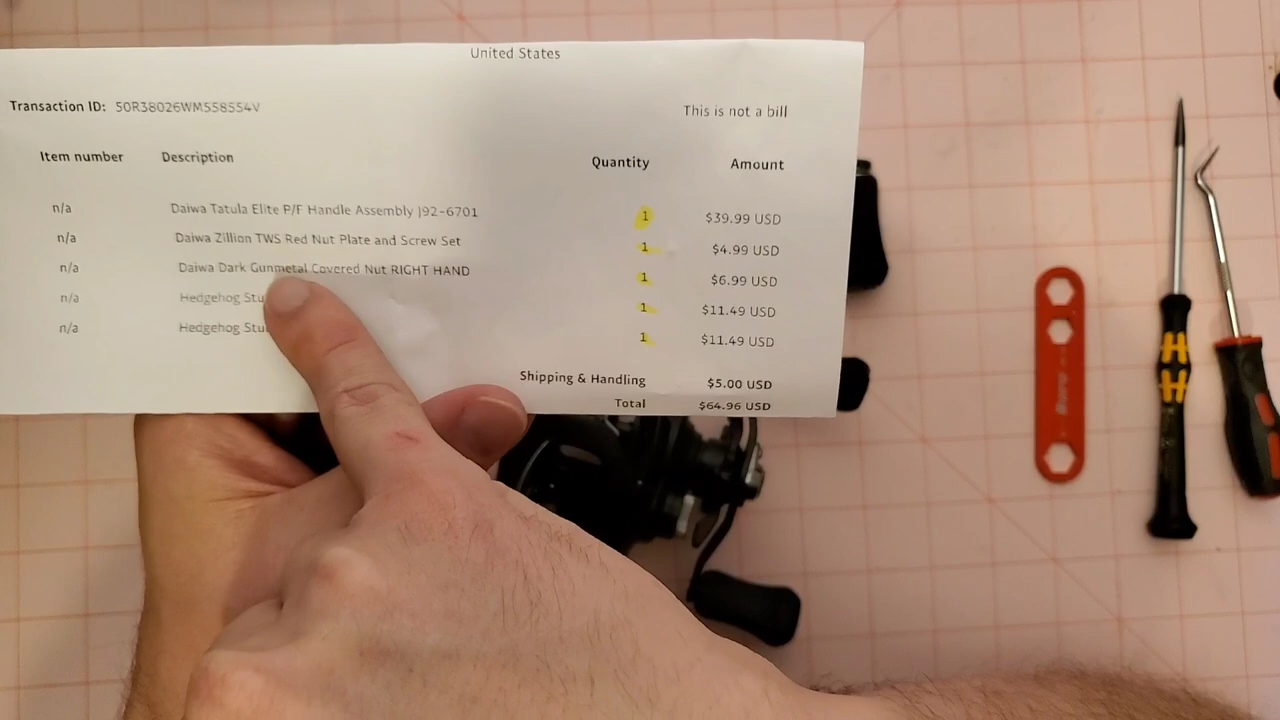 United States
Transaction ID: 50R38026WM558554V
This is not a bill
Item number Description Quantity Amount
n/a Daiwa Tatula Elite P/F Handle Assembly J92-6701 1 $39.99 USD
n/a Daiwa Zillion TWS Red Nut Plate and Screw Set 1 $4.99 USD
n/a Daiwa Dark Gunmetal Covered Nut RIGHT HAND 1 $6.99 USD
n/a Hedgehog 1 $11.49 USD
n/a Hedgehog 1 $11.49 USD
Shipping & Handling $5.00 USD
Total $64.96 USD